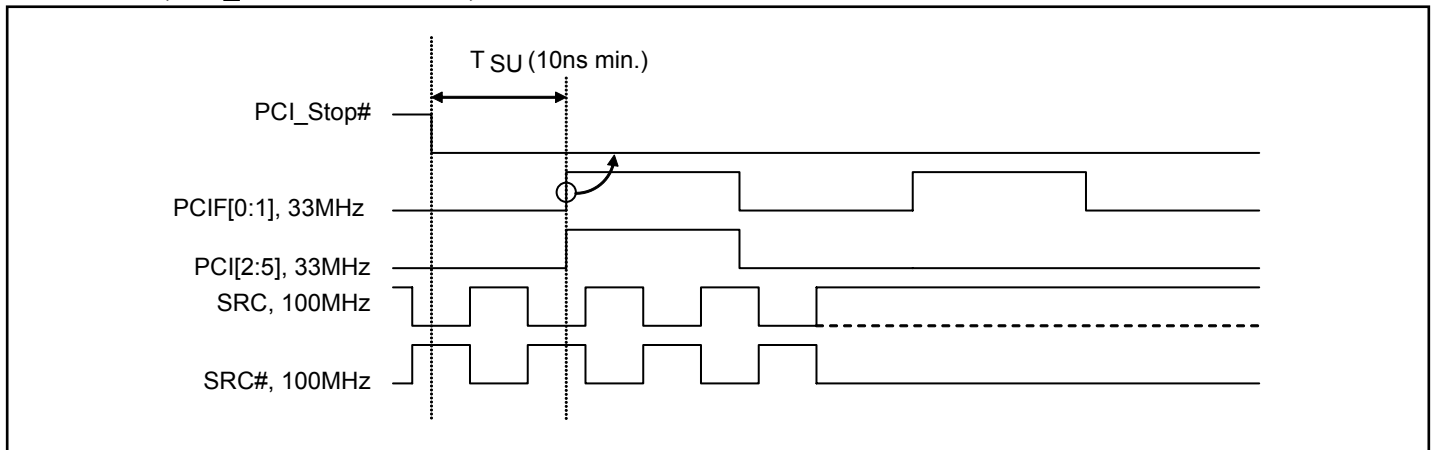 T SU (10ns min.)
PCI_Stop#
PCIF[0:1], 33MHz
PCI[2:5], 33MHz
SRC, 100MHz
SRC#, 100MHz